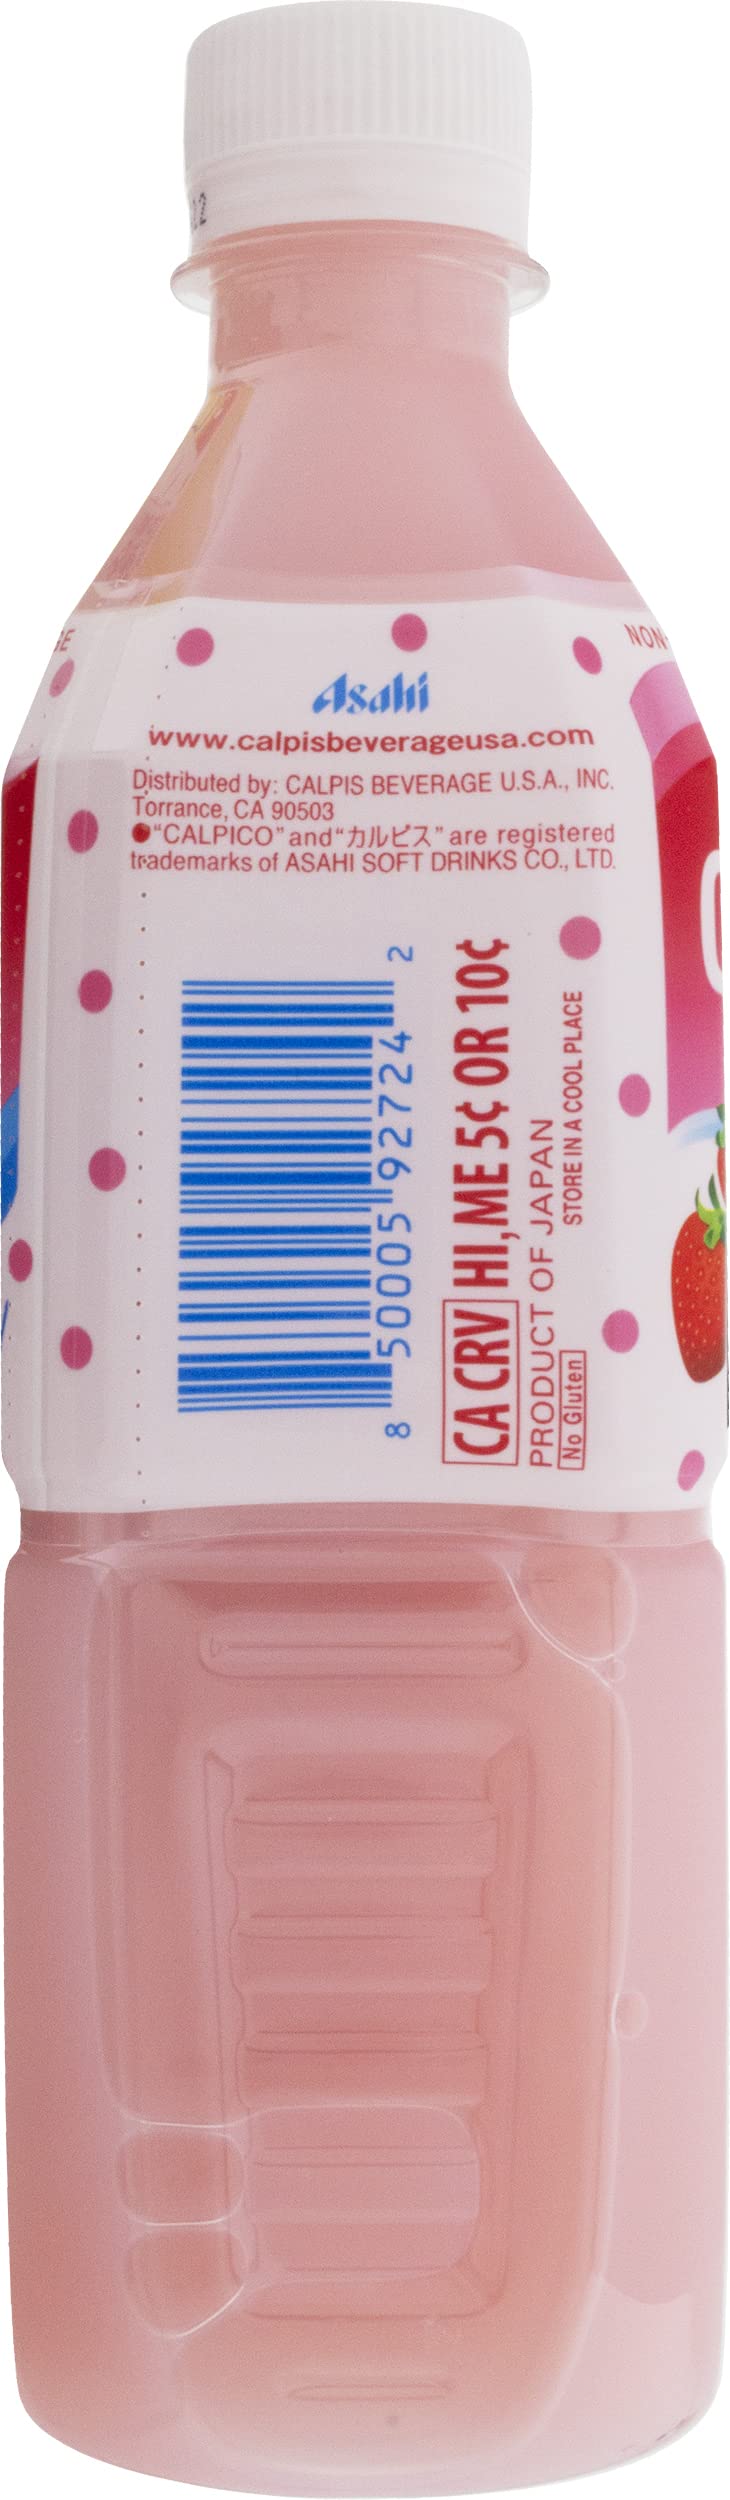 Asahi
www.calpisbeverageusa.com
Distributed by: CALPIS BEVERAGE U.S.A., INC.
Torrance, CA 90503
●“CALPICO” and “カルピス” are registered
trademarks of ASAHI SOFT DRINKS CO., LTD.
8 50005 92724 2
CA CRV HI, ME 5¢ OR 10¢
PRODUCT OF JAPAN
No Gluten STORE IN A COOL PLACE
NON-